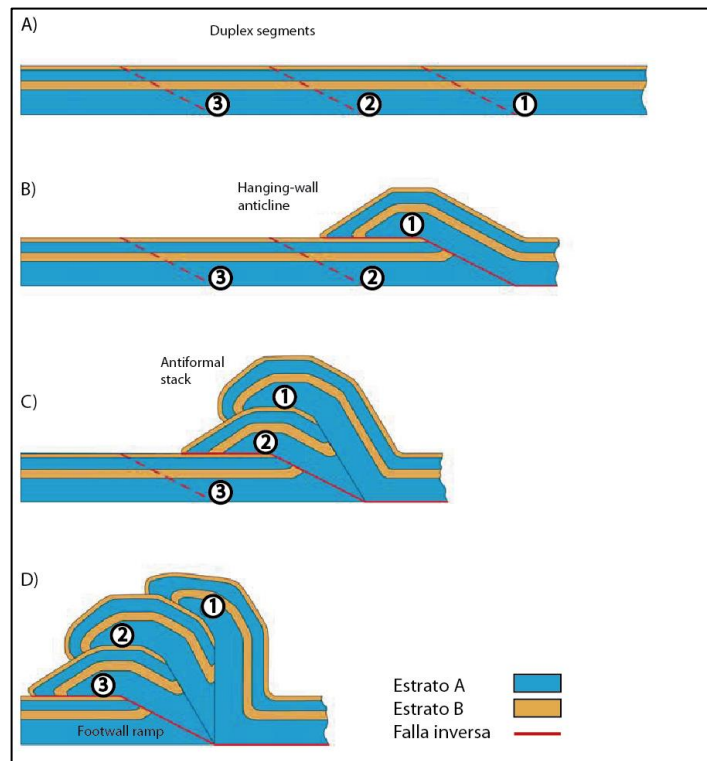 A)
Duplex segments
3
2
1
B)
Hanging-wall
anticline
1
3
2
Antiformal
stack
C)
1
2
3
D)
1
2
3
Footwall ramp
Estrato A
Estrato B
Falla inversa